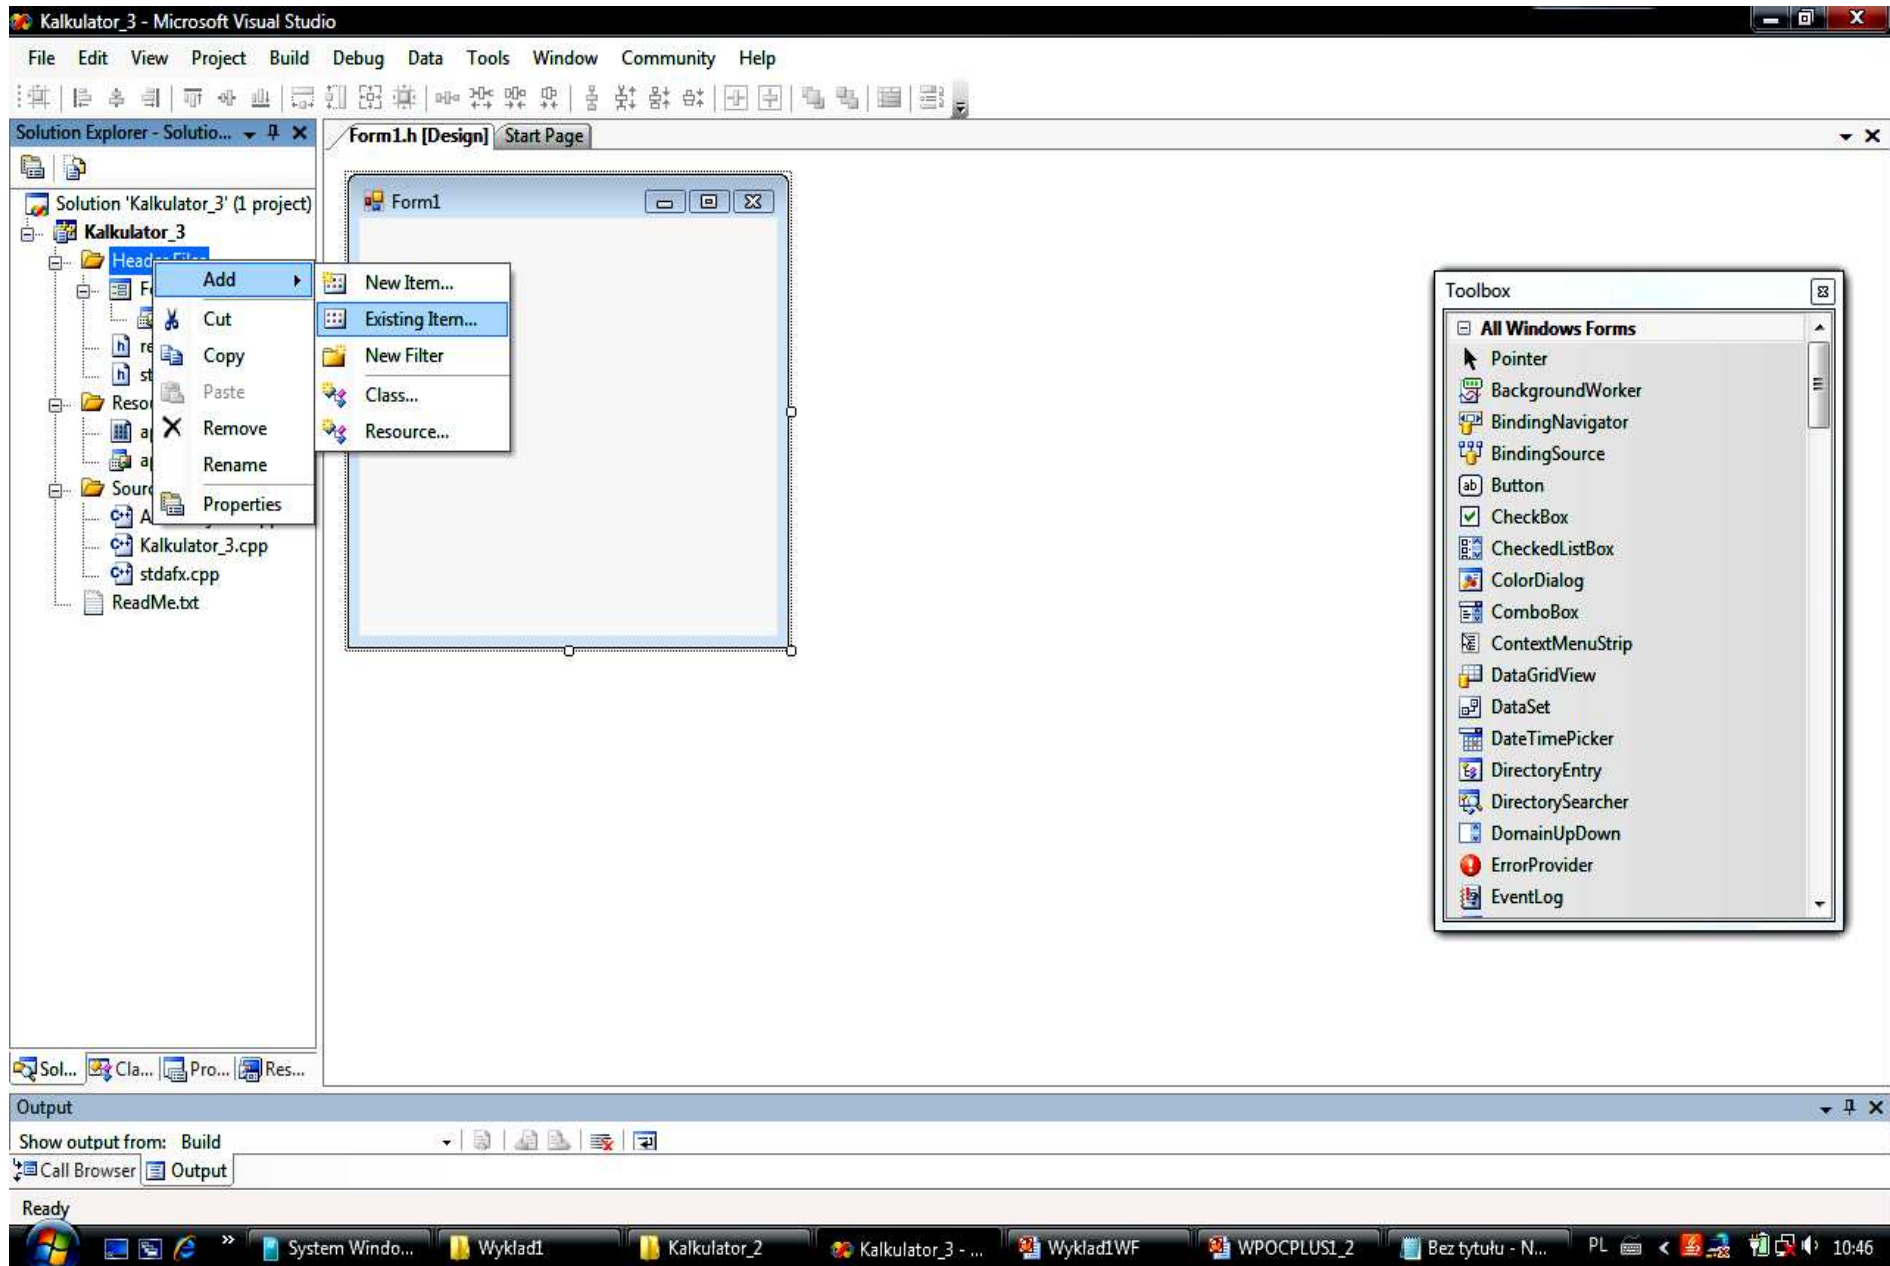 Kalkulator_3 - Microsoft Visual Studio
File Edit View Project Build Debug Data Tools Window Community Help
Solution Explorer - Solutio...
Form1.h [Design] Start Page
Solution 'Kalkulator_3' (1 project)
Kalkulator_3
Header Files
Add
Cut
Copy
Paste
Remove
Rename
Properties
New Item...
Existing Item...
New Filter
Class...
Resource...
Kalkulator_3.cpp
stdafx.cpp
ReadMe.txt
Form1
Toolbox
All Windows Forms
Pointer
BackgroundWorker
BindingNavigator
BindingSource
Button
CheckBox
CheckedListBox
ColorDialog
ComboBox
ContextMenuStrip
DataGridView
DataSet
DateTimePicker
DirectoryEntry
DirectorySearcher
DomainUpDown
ErrorProvider
EventLog
Sol... Cla... Pro... Res...
Output
Show output from: Build
Call Browser Output
Ready
System Windo... Wyklad1 Kalkulator_2 Kalkulator_3 - ... Wyklad1WF WPOCPLUS1_2 Bez tytułu - N... PL 10:46